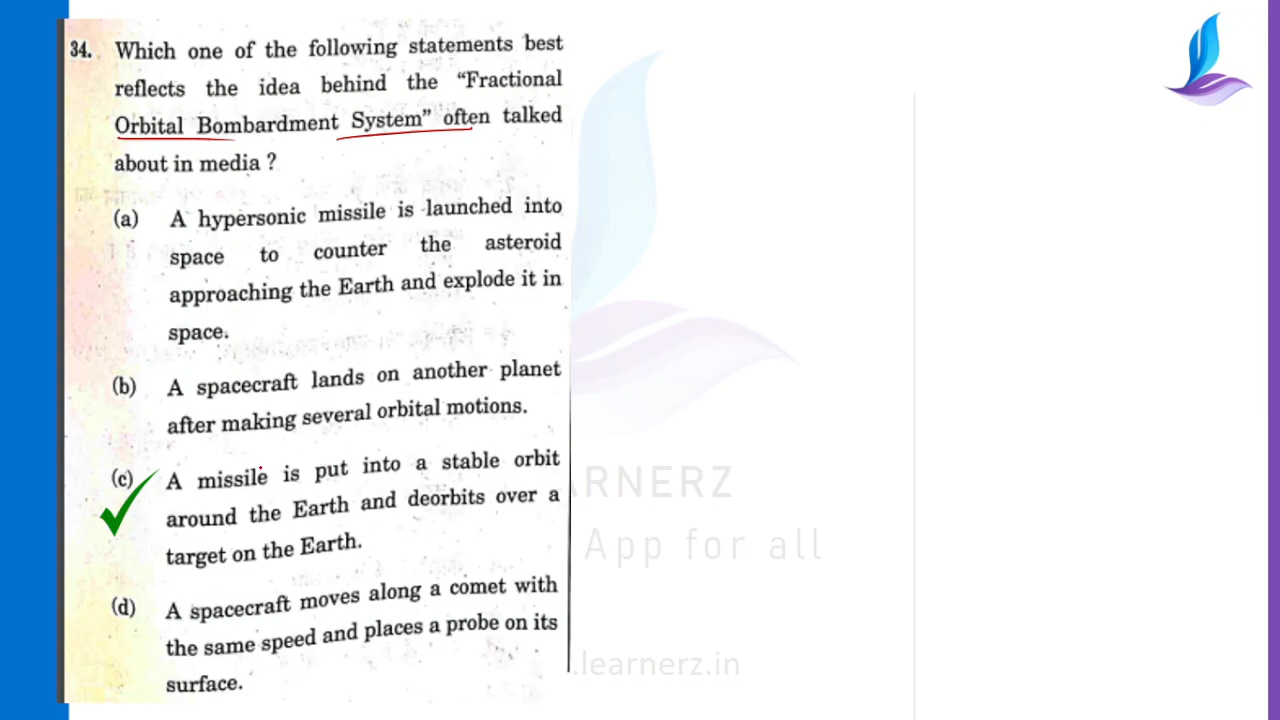 34. Which one of the following statements best
reflects the idea behind the “Fractional
Orbital Bombardment System” often talked
about in media ?
(a) A hypersonic missile is launched into
space to counter the asteroid
approaching the Earth and explode it in
space.
(b) A spacecraft lands on another planet
after making several orbital motions.
(c) A missile is put into a stable orbit
around the Earth and deorbits over a
target on the Earth.
(d) A spacecraft moves along a comet with
the same speed and places a probe on its
surface.
ARNERZ
App for all
.learnerz.in